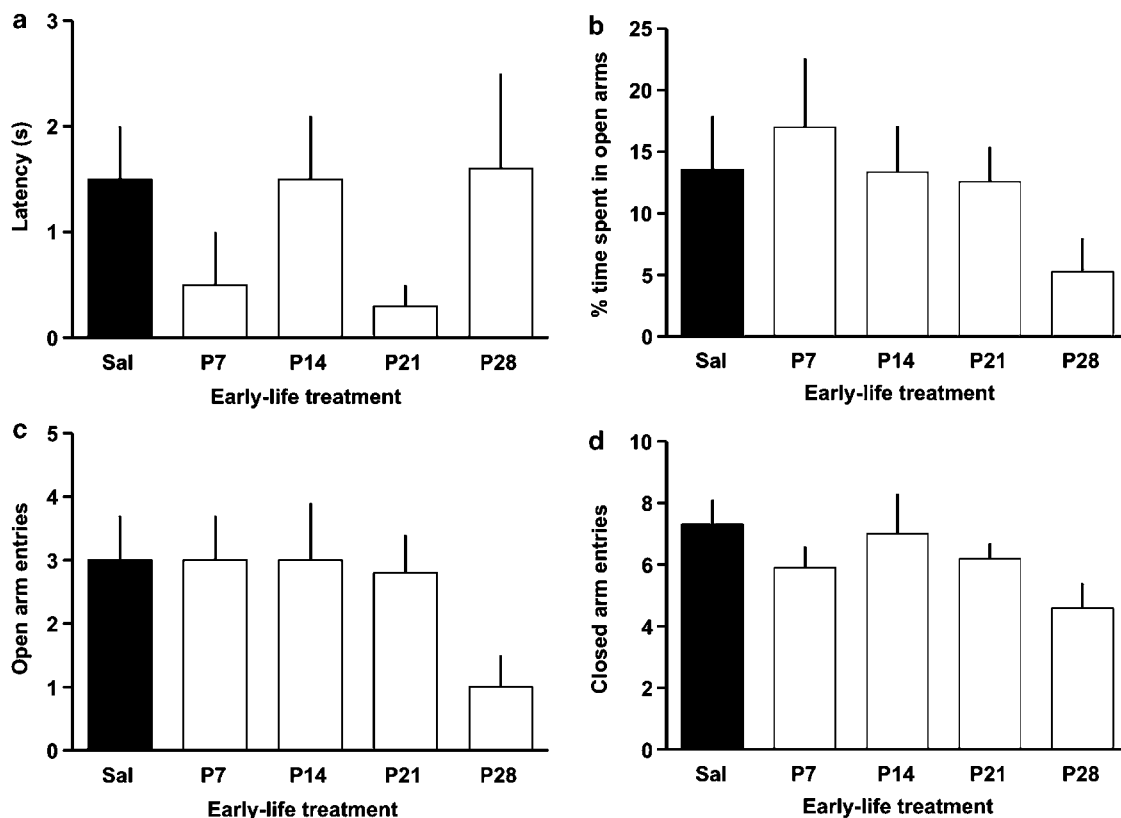 a
3
2
1
0
Latency (s)
Sal P7 P14 P21 P28
Early-life treatment
b
25
20
15
10
5
0
% time spent in open arms
Sal P7 P14 P21 P28
Early-life treatment
c
5
4
3
2
1
0
Open arm entries
Sal P7 P14 P21 P28
Early-life treatment
d
10
8
6
4
2
0
Closed arm entries
Sal P7 P14 P21 P28
Early-life treatment